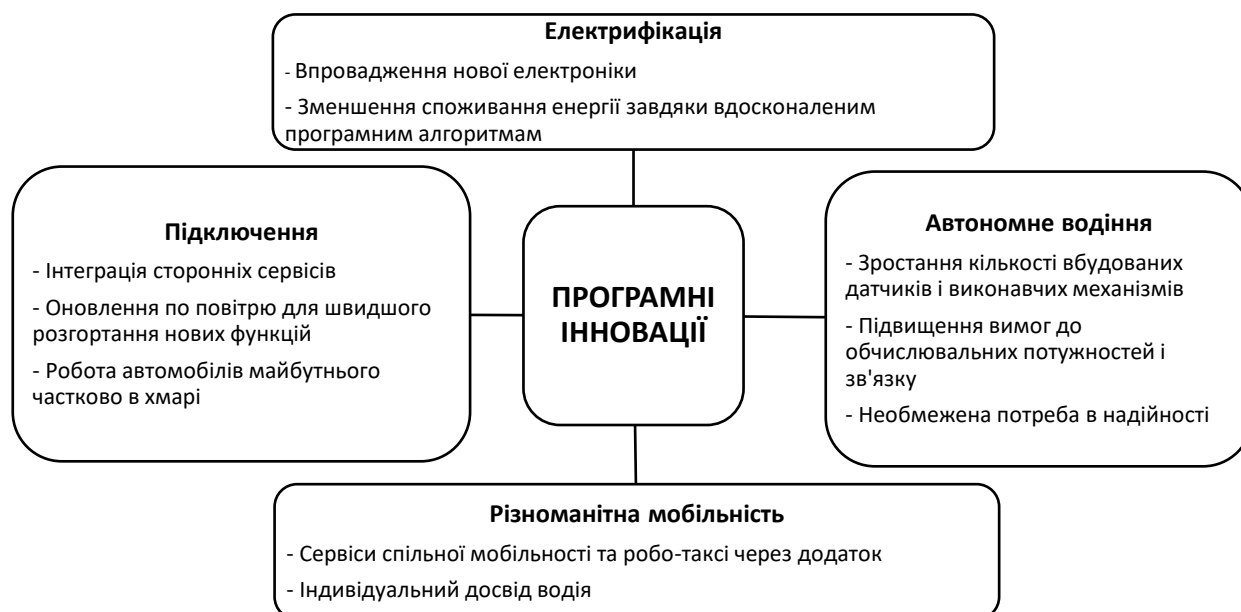 Електрифікація
- Впровадження нової електроніки
- Зменшення споживання енергії завдяки вдосконаленим
програмним алгоритмам
Підключення
- Інтеграція сторонніх сервісів
- Оновлення по повітрю для швидшого
розгортання нових функцій
- Робота автомобілів майбутнього
частково в хмарі
ПРОГРАМНІ
ІННОВАЦІЇ
Автономне водіння
- Зростання кількості вбудованих
датчиків і виконавчих механізмів
- Підвищення вимог до
обчислювальних потужностей і
зв'язку
- Необмежена потреба в надійності
Різноманітна мобільність
- Сервіси спільної мобільності та робо-таксі через додаток
- Індивідуальний досвід водія